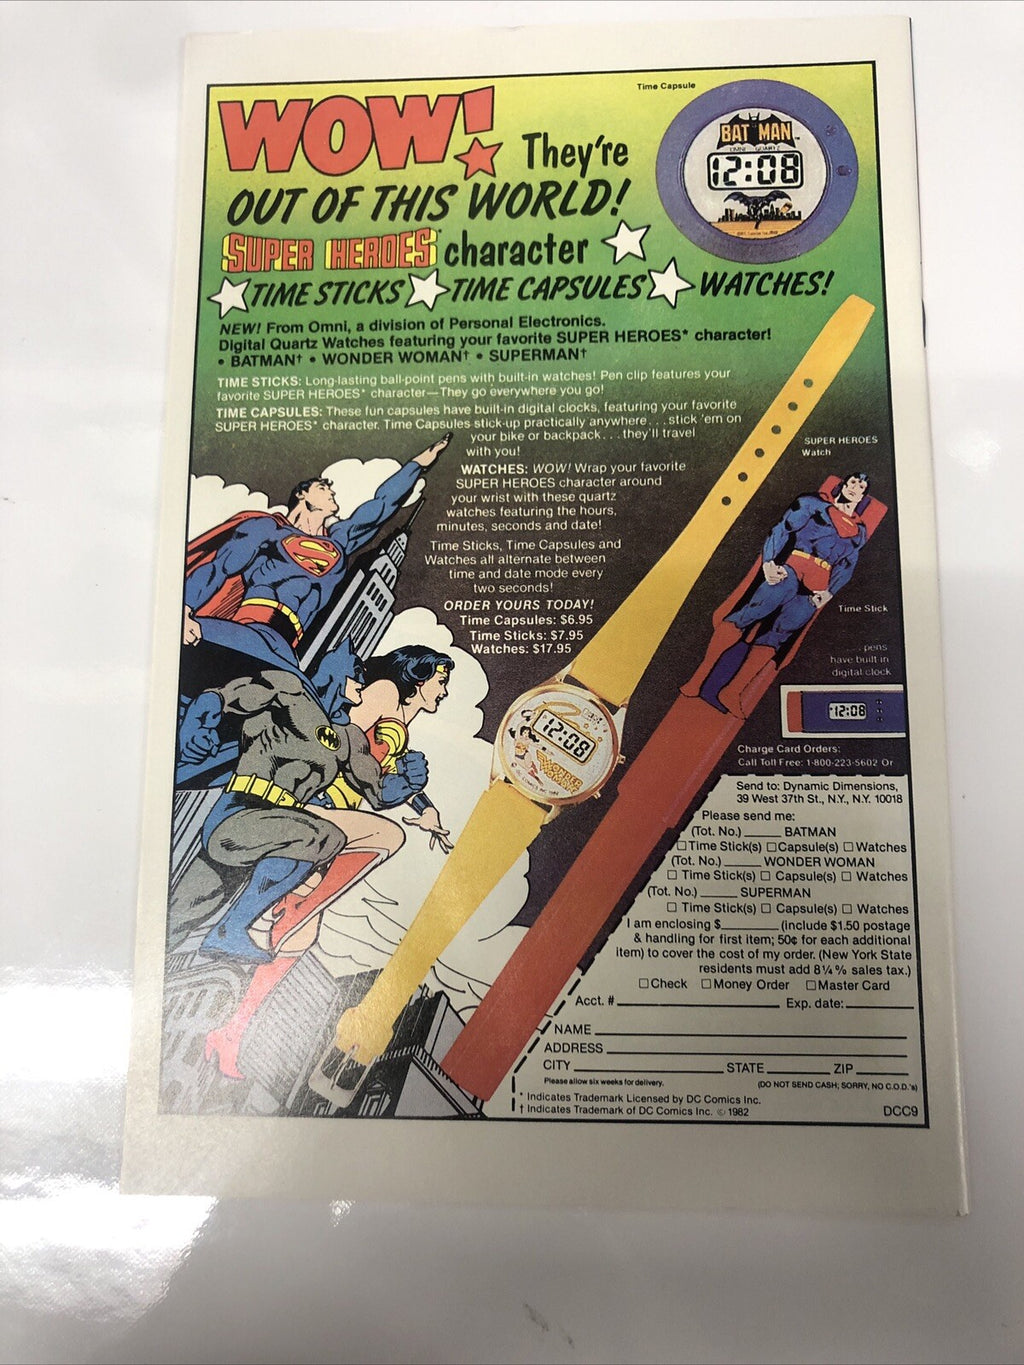 Time Capsule
BATMAN
OMNI QUARTZ
12:08
WOW! They're
OUT OF THIS WORLD!
SUPER HEROES* character
TIME STICKS TIME CAPSULES WATCHES!
NEW! From Omni, a division of Personal Electronics.
Digital Quartz Watches featuring your favorite SUPER HEROES* character!
• BATMAN† • WONDER WOMAN† • SUPERMAN†
TIME STICKS: Long-lasting ball-point pens with built-in watches! Pen clip features your
favorite SUPER HEROES* character—They go everywhere you go!
TIME CAPSULES: These fun capsules have built-in digital clocks, featuring your favorite
SUPER HEROES* character. Time Capsules stick-up practically anywhere...stick 'em on
your bike or backpack...they'll travel
with you!
WATCHES: WOW! Wrap your favorite
SUPER HEROES character around
your wrist with these quartz
watches featuring the hours,
minutes, seconds and date!
Time Sticks, Time Capsules and
Watches all alternate between
time and date mode every
two seconds!
ORDER YOURS TODAY!
Time Capsules: $6.95
Time Sticks: $7.95
Watches: $17.95
SUPER HEROES
Watch
Time Stick
...pens
have built in
digital clock
12:08
12:08
WONDER
WOMAN
Charge Card Orders:
Call Toll Free: 1-800-223-5602 Or
Send to: Dynamic Dimensions,
39 West 37th St., N.Y., N.Y. 10018
Please send me:
(Tot. No.) ______ BATMAN
☐Time Stick(s) ☐Capsule(s) ☐Watches
(Tot. No.) ______ WONDER WOMAN
☐ Time Stick(s) ☐ Capsule(s) ☐ Watches
(Tot. No.) ______ SUPERMAN
☐ Time Stick(s) ☐ Capsule(s) ☐ Watches
I am enclosing $________ (include $1.50 postage
& handling for first item; 50¢ for each additional
item) to cover the cost of my order. (New York State
residents must add 8¼% sales tax.)
☐Check ☐Money Order ☐Master Card
Acct. # ____________ Exp. date: ______
NAME ____________
ADDRESS ____________
CITY ____________ STATE ______ ZIP ______
Please allow six weeks for delivery. (DO NOT SEND CASH; SORRY, NO C.O.D.'s)
* Indicates Trademark Licensed by DC Comics Inc.
† Indicates Trademark of DC Comics Inc. © 1982 DCC9